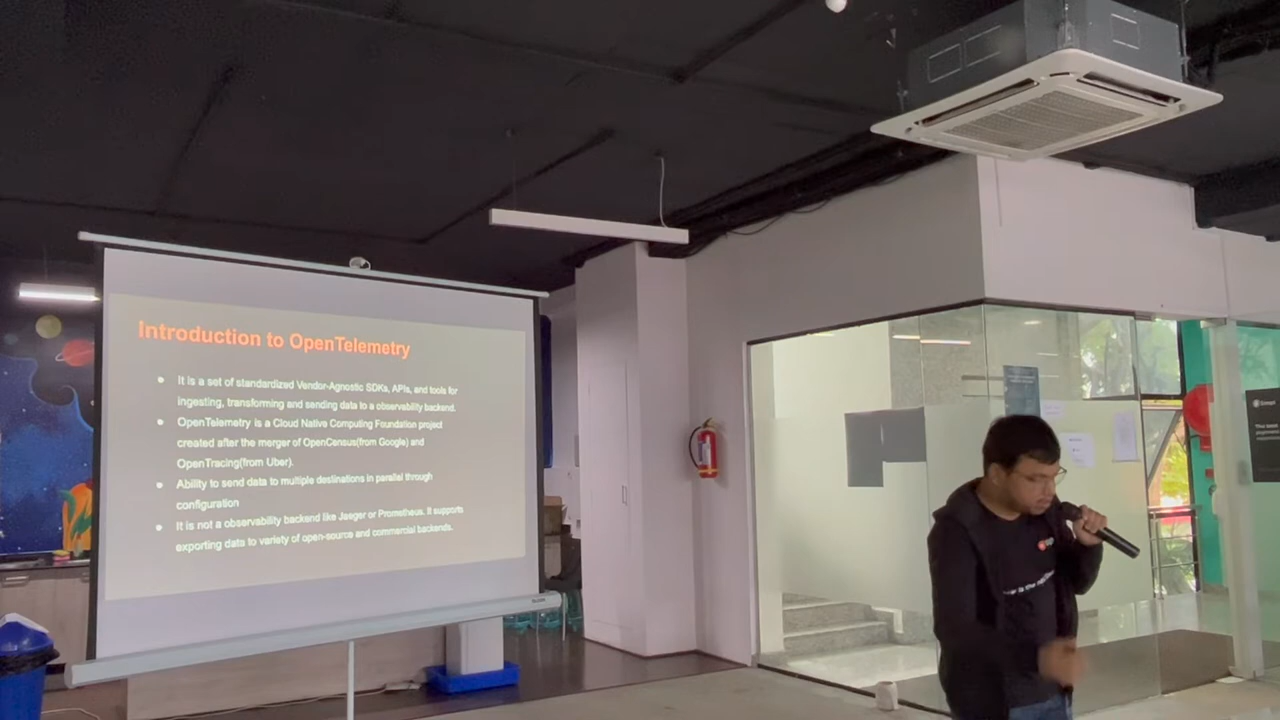 Introduction to OpenTelemetry
It is a set of standardized Vendor-Agnostic SDKs, APIs, and tools for
ingesting, transforming and sending data to a observability backend.
OpenTelemetry is a Cloud Native Computing Foundation project
created after the merger of OpenCensus(from Google) and
OpenTracing(from Uber).
Ability to send data to multiple destinations in parallel through
configuration
It is not a observability backend like Jaeger or Prometheus. It supports
exporting data to variety of open-source and commercial backends.
is the